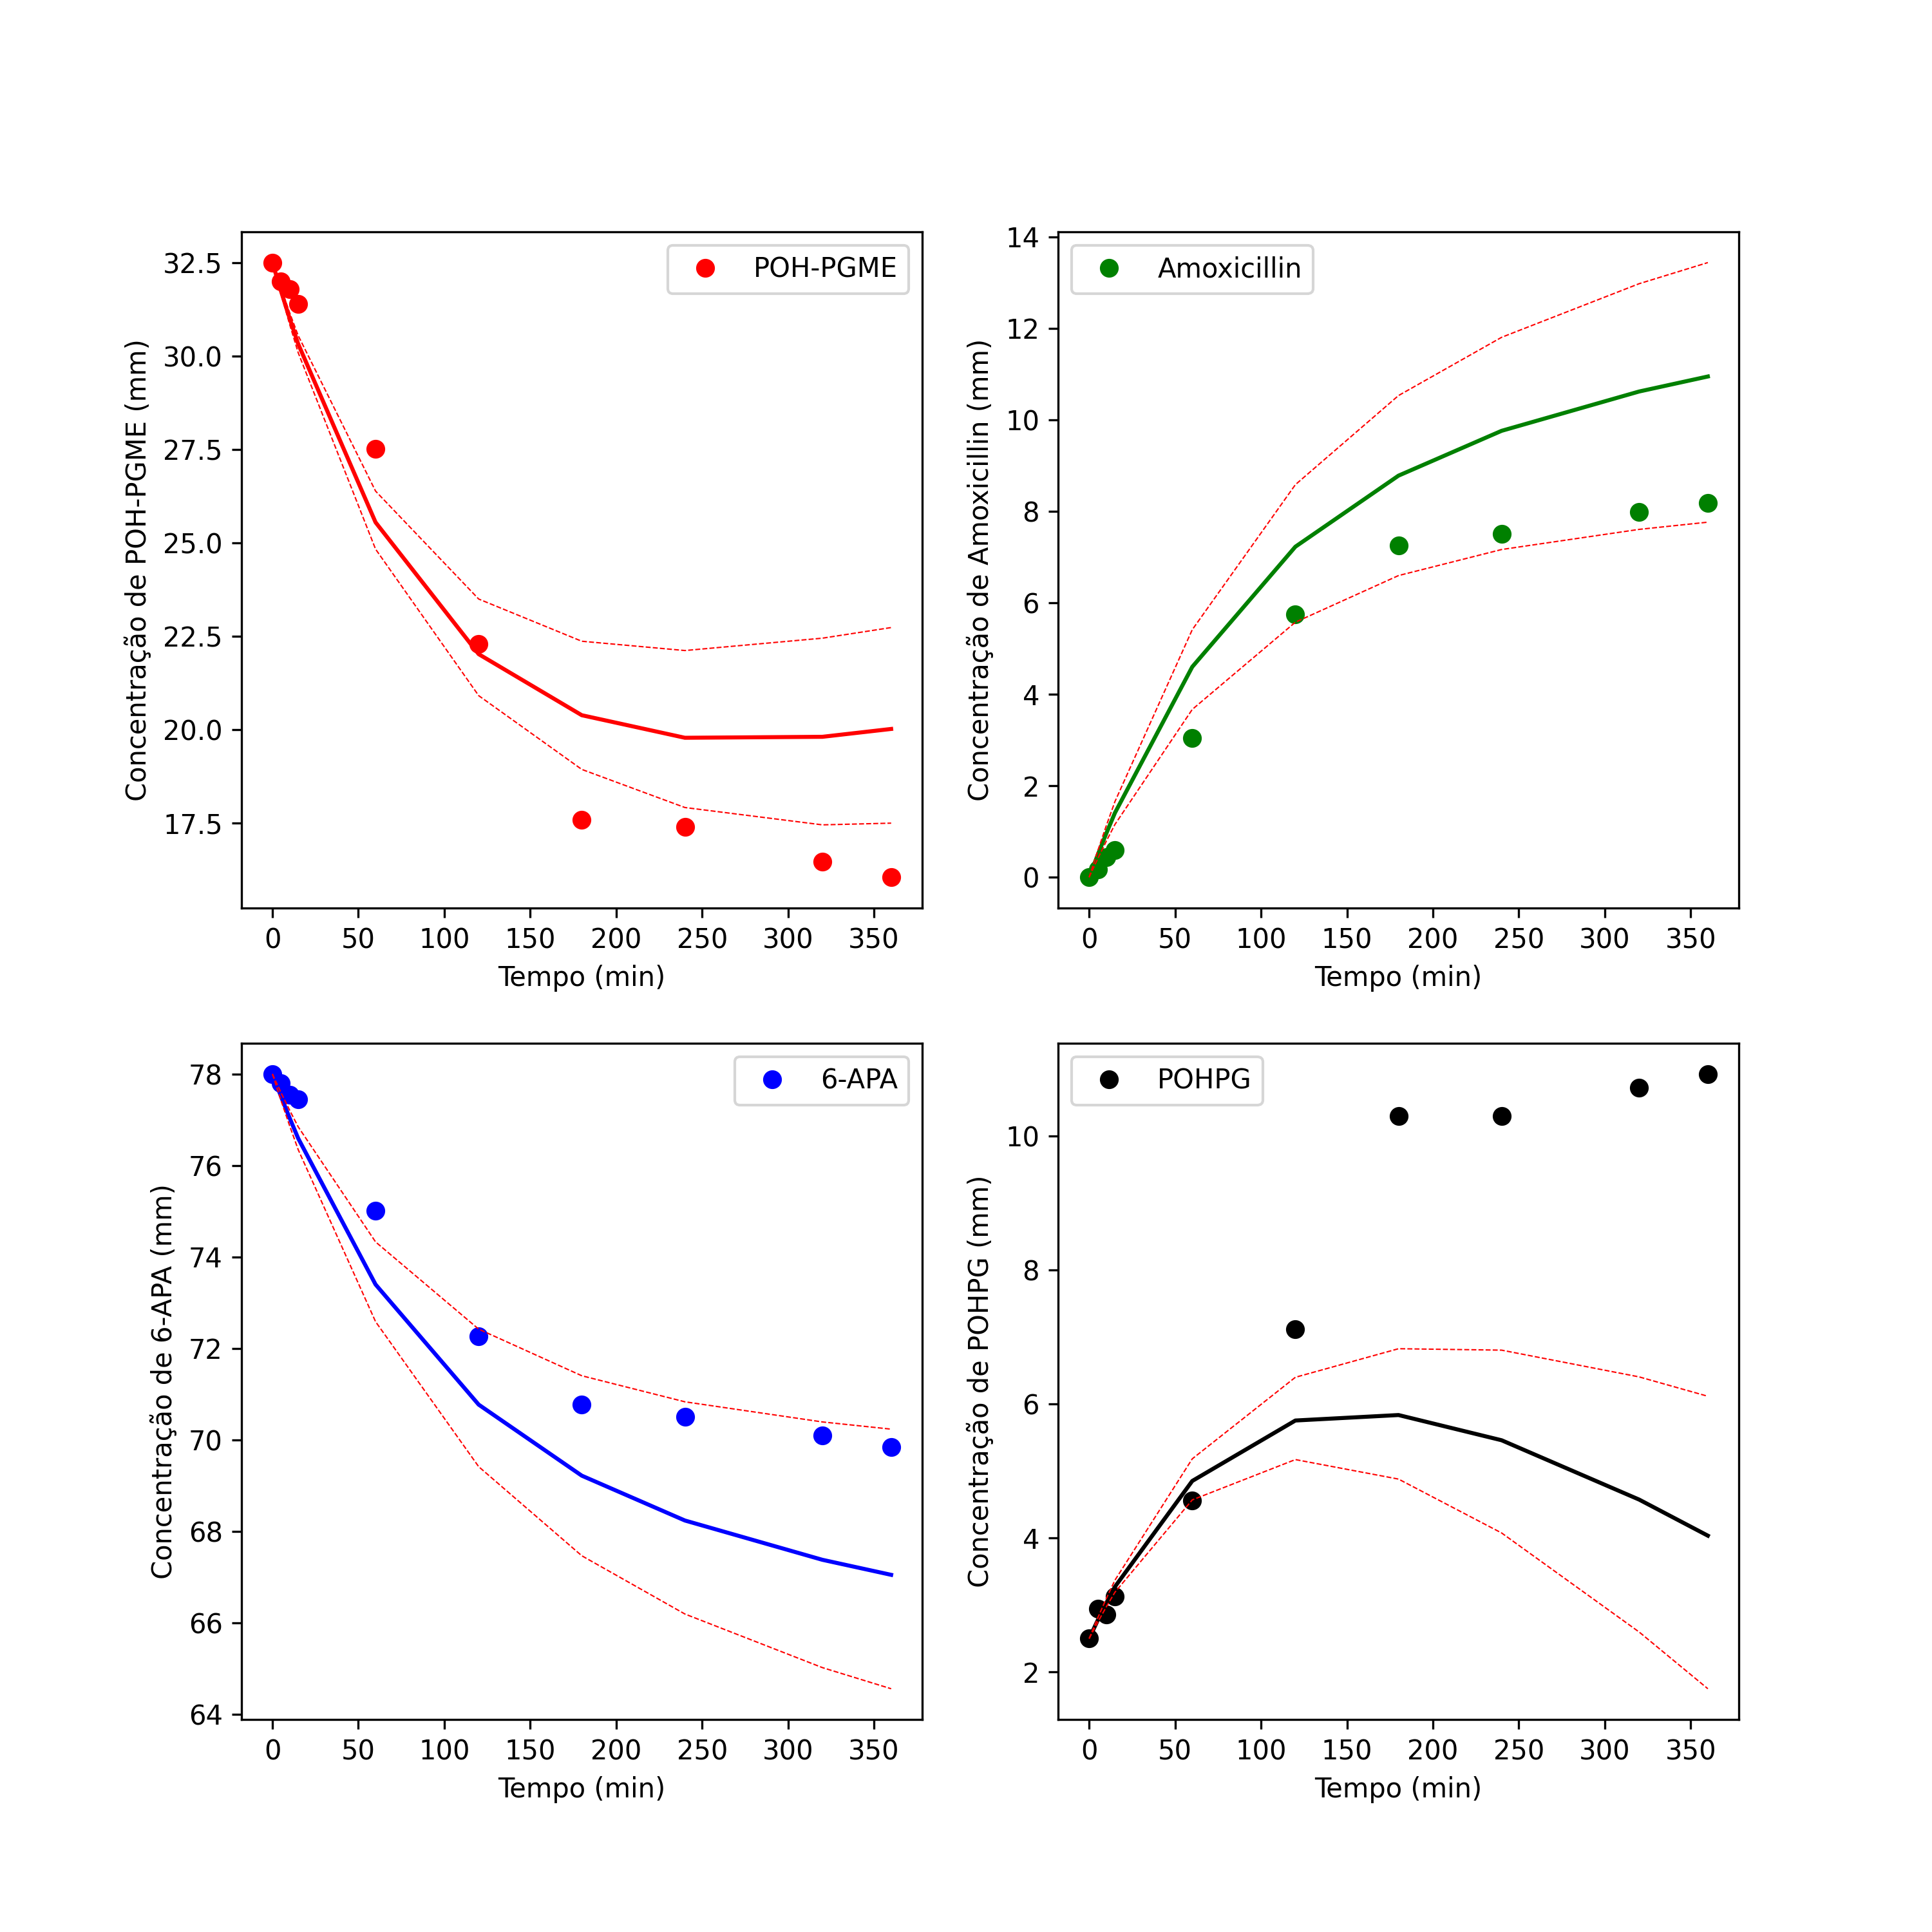 POH-PGME
32.5
30.0
27.5
25.0
22.5
20.0
17.5
Concentração de POH-PGME (mm)
0 50 100 150 200 250 300 350
Tempo (min)
Amoxicillin
14
12
10
8
6
4
2
0
Concentração de Amoxicillin (mm)
0 50 100 150 200 250 300 350
Tempo (min)
6-APA
78
76
74
72
70
68
66
64
Concentração de 6-APA (mm)
0 50 100 150 200 250 300 350
Tempo (min)
POHPG
10
8
6
4
2
Concentração de POHPG (mm)
0 50 100 150 200 250 300 350
Tempo (min)